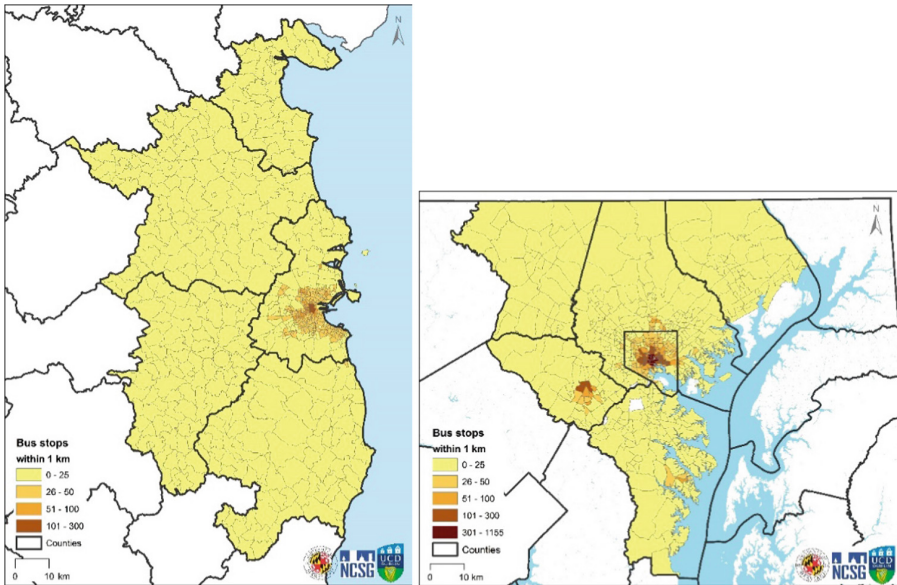 N
Bus stops
within 1 km
0 - 25
26 - 50
51 - 100
101 - 300
Counties
0 10 km
NCSG
UCD
N
Bus stops
within 1 km
0 - 25
26 - 50
51 - 100
101 - 300
301 - 1155
Counties
0 10 km
NCSG
UCD